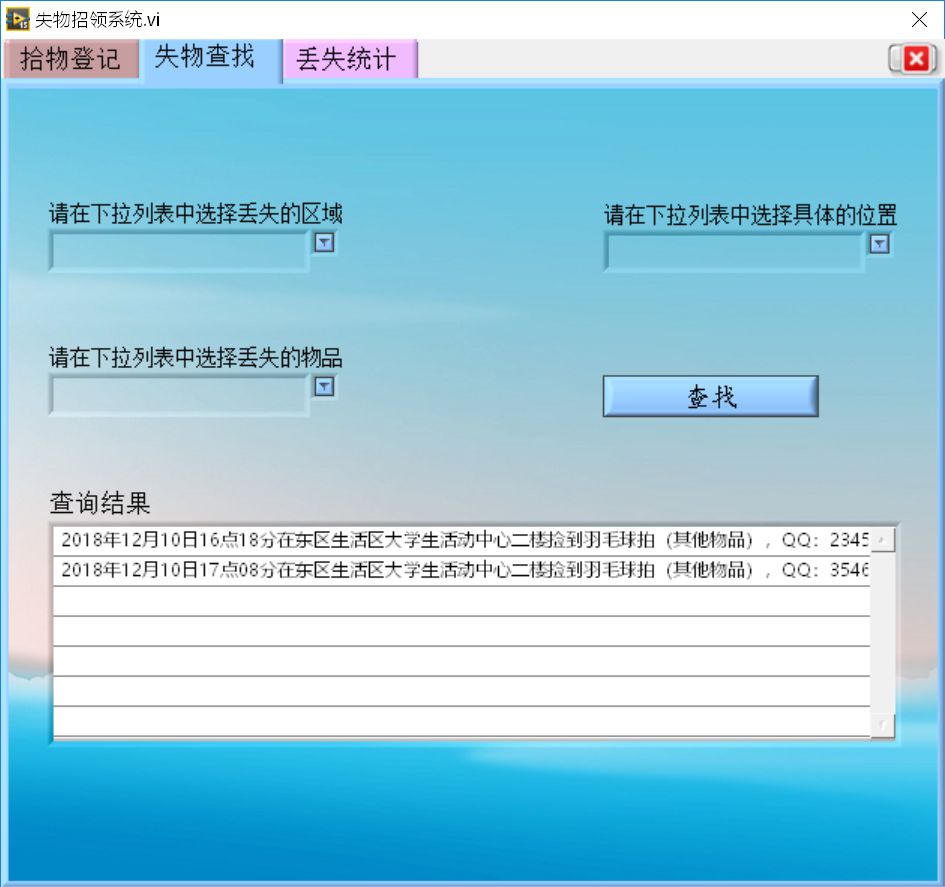 失物招领系统.vi
拾物登记 失物查找 丢失统计
请在下拉列表中选择丢失的区域 请在下拉列表中选择具体的位置
请在下拉列表中选择丢失的物品
查找
查询结果
2018年12月10日16点18分在东区生活区大学生活动中心二楼捡到羽毛球拍（其他物品），QQ：2345
2018年12月10日17点08分在东区生活区大学生活动中心二楼捡到羽毛球拍（其他物品），QQ：3546